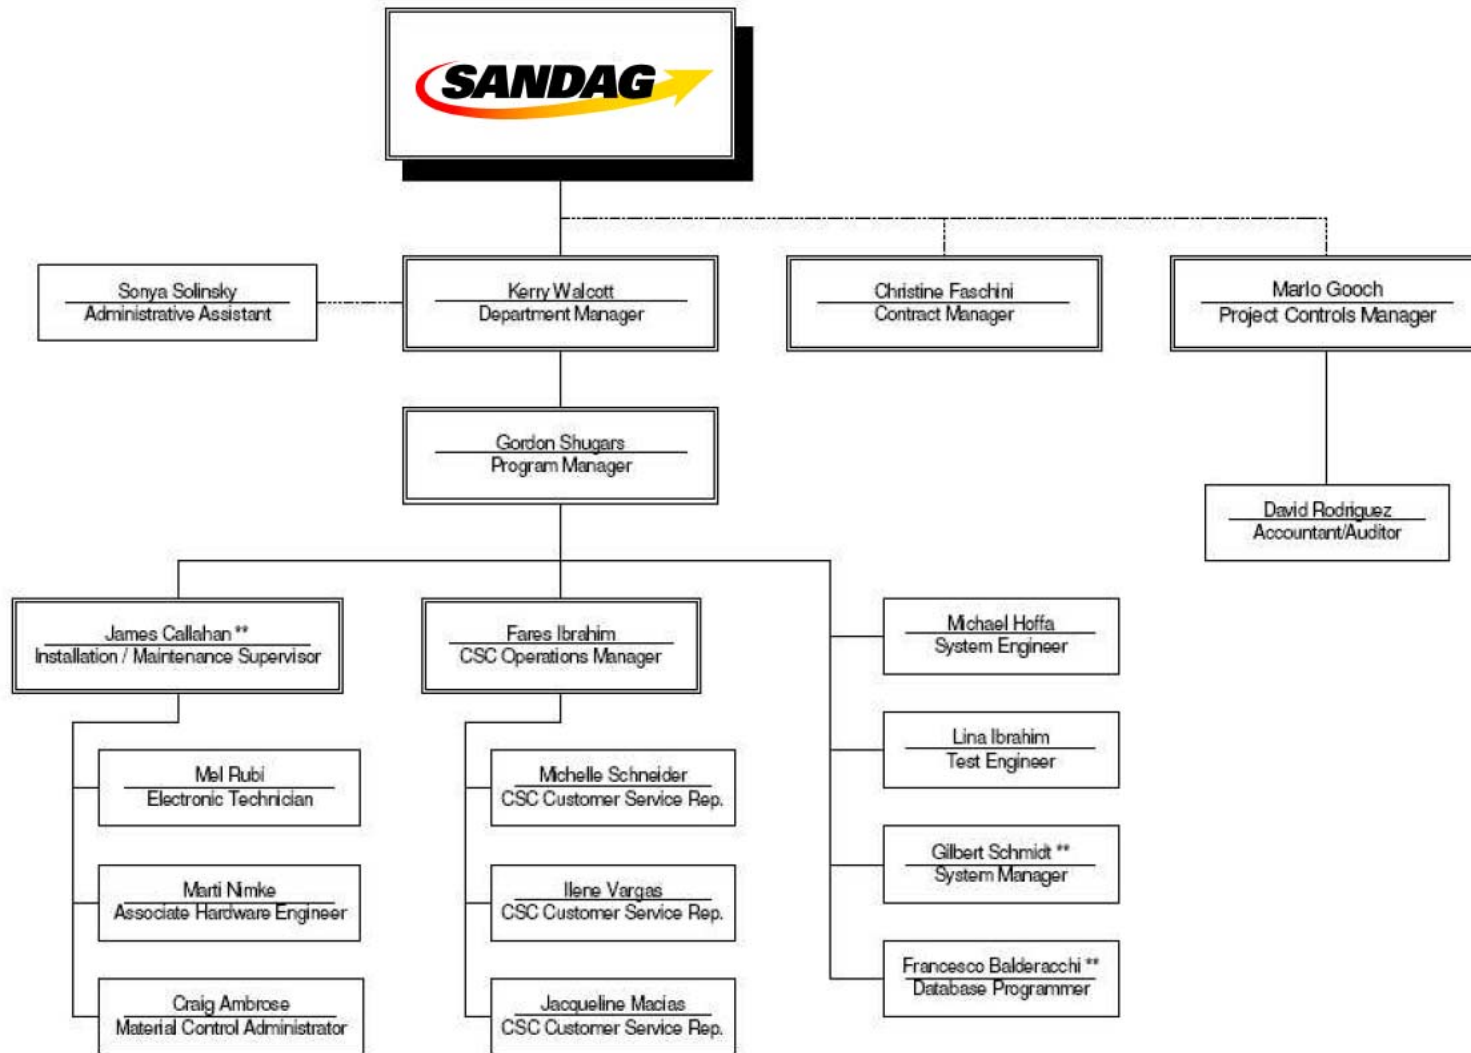 SANDAG
Sonya Solinsky
Administrative Assistant
Kerry Walcott
Department Manager
Christine Faschini
Contract Manager
Marlo Gooch
Project Controls Manager
Gordon Shugars
Program Manager
David Rodriguez
Accountant/Auditor
James Callahan **
Installation / Maintenance Supervisor
Fares Ibrahim
CSC Operations Manager
Michael Hoffa
System Engineer
Lina Ibrahim
Test Engineer
Gilbert Schmidt **
System Manager
Francesco Balderacchi **
Database Programmer
Mel Rubi
Electronic Technician
Marti Nimke
Associate Hardware Engineer
Craig Ambrose
Material Control Administrator
Michelle Schneider
CSC Customer Service Rep.
Ilene Vargas
CSC Customer Service Rep.
Jacqueline Macias
CSC Customer Service Rep.